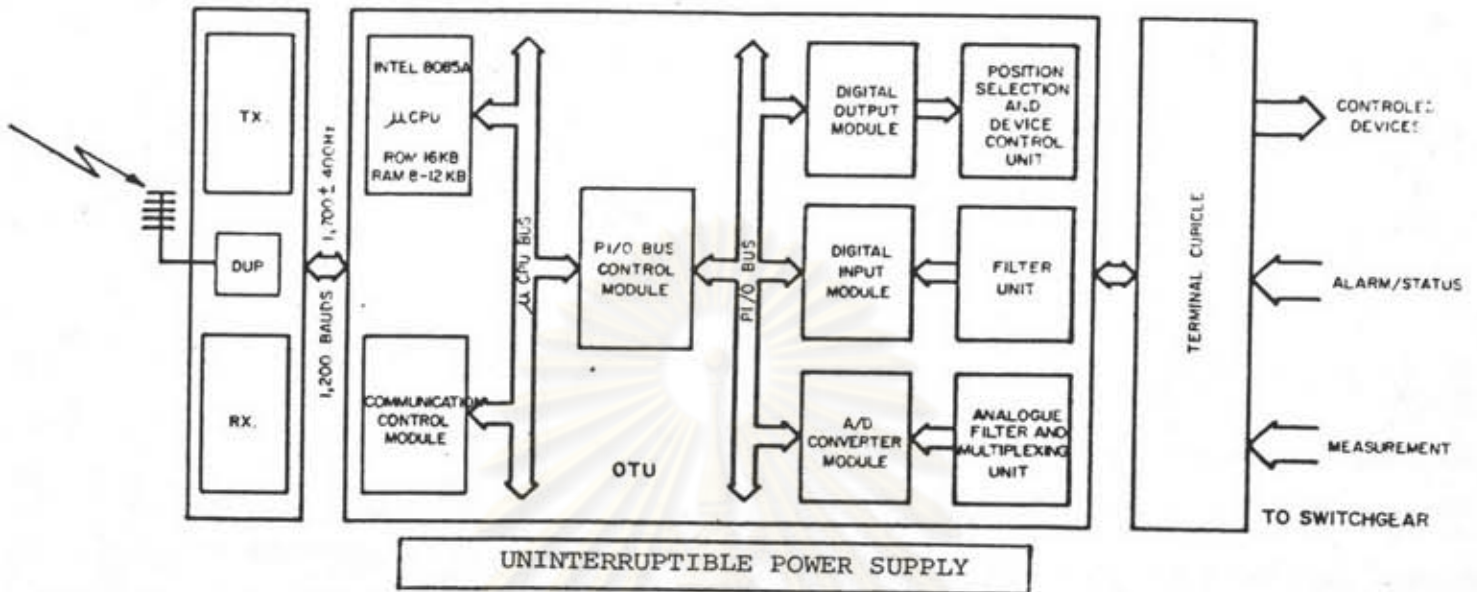 TX.
DUP
RX.
1,200 BAUDS 1,700 ± 400Hz
INTEL 8085A
μCPU
ROM 16KB
RAM 8-12KB
COMMUNICATION
CONTROL
MODULE
μ CPU BUS
PI/O BUS
CONTROL
MODULE
OTU
PI/O BUS
DIGITAL
OUTPUT
MODULE
POSITION
SELECTION
AND
DEVICE
CONTROL
UNIT
DIGITAL
INPUT
MODULE
FILTER
UNIT
A/D
CONVERTER
MODULE
ANALOGUE
FILTER AND
MULTIPLEXING
UNIT
TERMINAL CUBICLE
CONTROLED
DEVICES
ALARM/STATUS
MEASUREMENT
TO SWITCHGEAR
UNINTERRUPTIBLE POWER SUPPLY